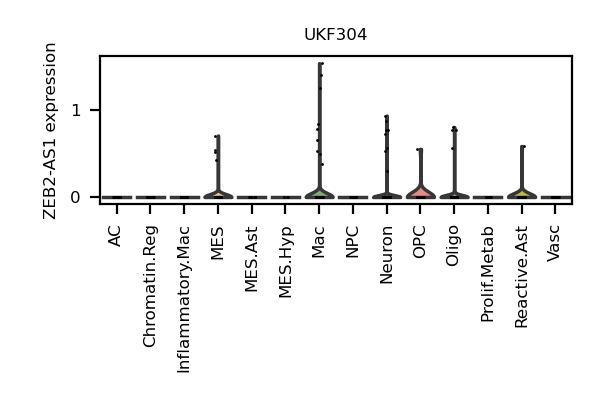 UKF304
ZEB2-AS1 expression
1
0
AC
Chromatin.Reg
Inflammatory.Mac
MES
MES.Ast
MES.Hyp
Mac
NPC
Neuron
OPC
Oligo
Prolif.Metab
Reactive.Ast
Vasc